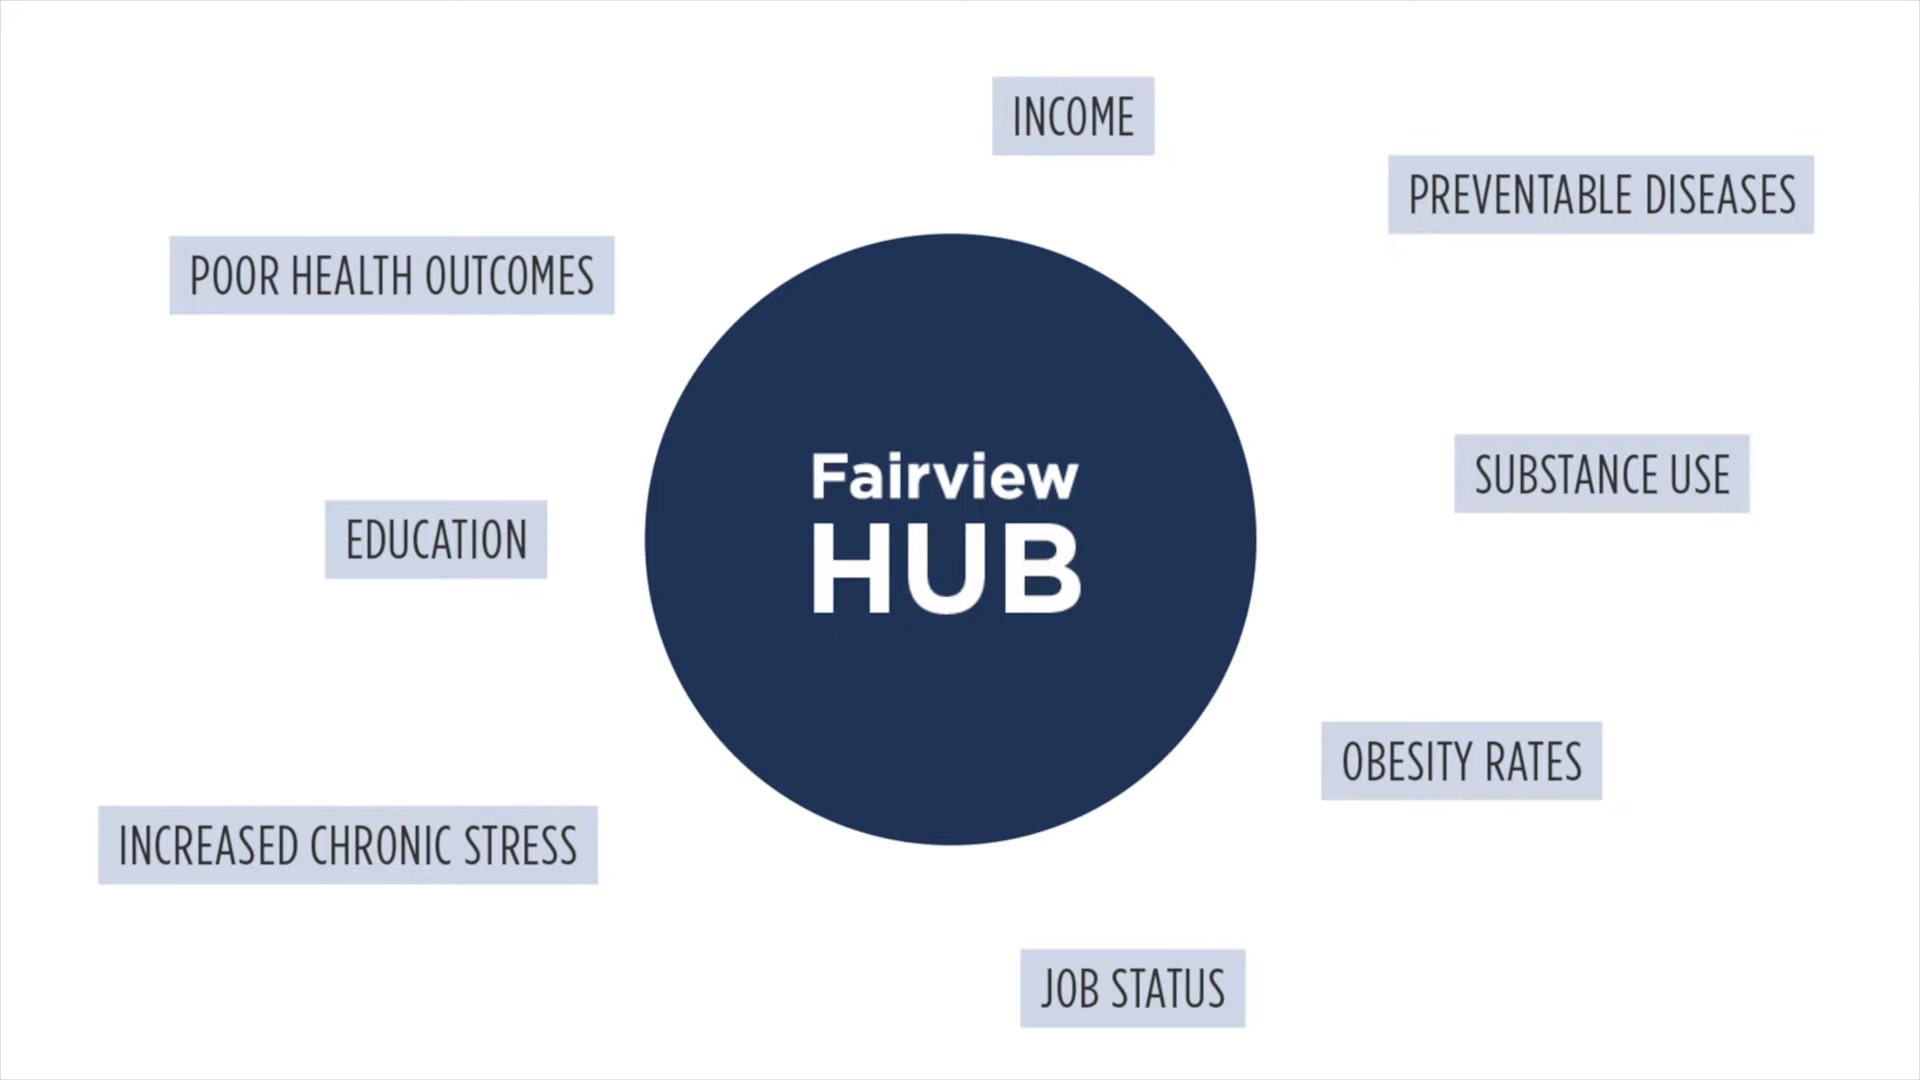 INCOME
PREVENTABLE DISEASES
POOR HEALTH OUTCOMES
Fairview
HUB
SUBSTANCE USE
EDUCATION
OBESITY RATES
INCREASED CHRONIC STRESS
JOB STATUS